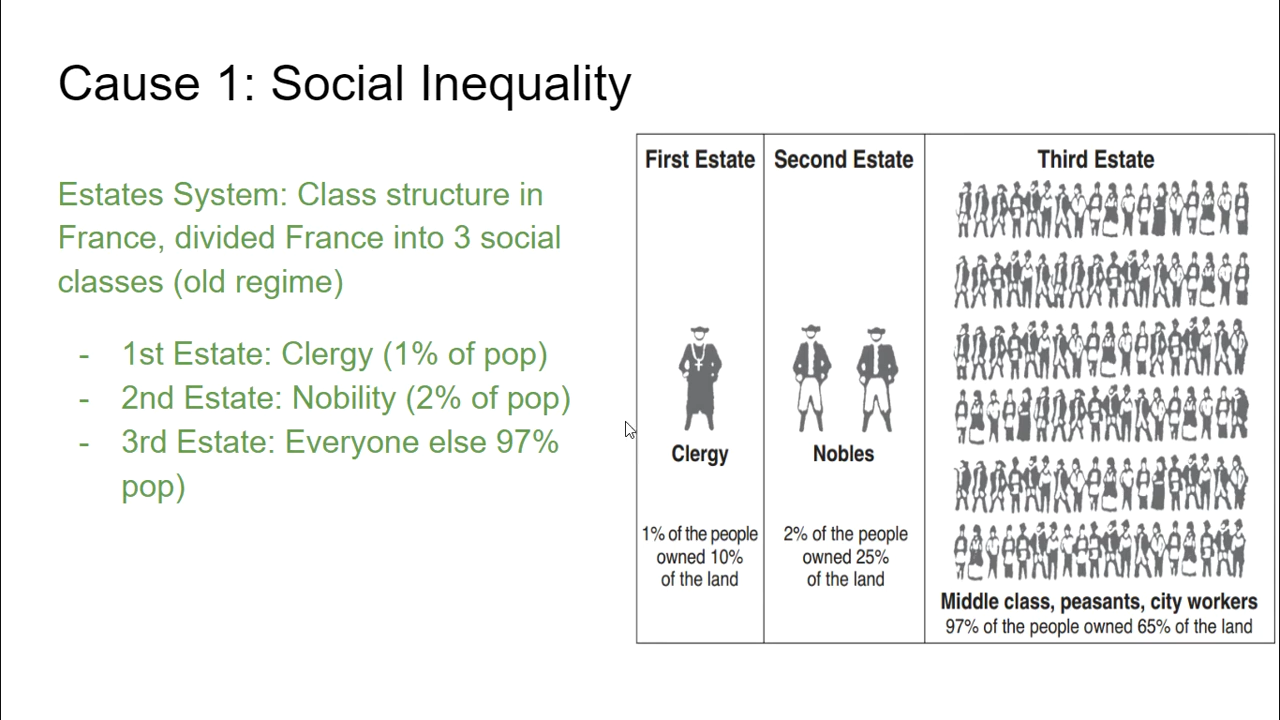 Cause 1: Social Inequality
Estates System: Class structure in
France, divided France into 3 social
classes (old regime)
- 1st Estate: Clergy (1% of pop)
- 2nd Estate: Nobility (2% of pop)
- 3rd Estate: Everyone else 97%
pop)
First Estate
Clergy
1% of the people
owned 10%
of the land
Second Estate
Nobles
2% of the people
owned 25%
of the land
Third Estate
Middle class, peasants, city workers
97% of the people owned 65% of the land